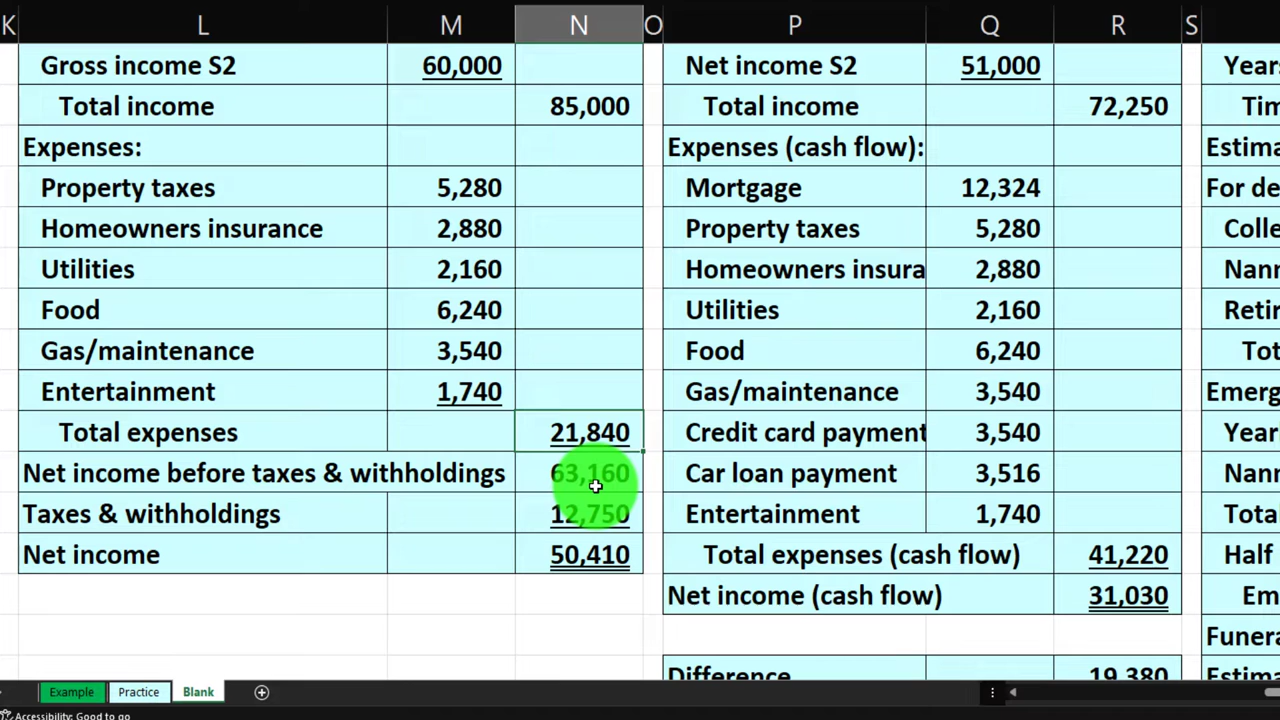 K L M N O P Q R S
Gross income S2 60,000 Net income S2 51,000 Years
Total income 85,000 Total income 72,250 Tim
Expenses: Expenses (cash flow): Estima
Property taxes 5,280 Mortgage 12,324 For de
Homeowners insurance 2,880 Property taxes 5,280 Colle
Utilities 2,160 Homeowners insura 2,880 Nann
Food 6,240 Utilities 2,160 Retir
Gas/maintenance 3,540 Food 6,240 Tot
Entertainment 1,740 Gas/maintenance 3,540 Emerg
Total expenses 21,840 Credit card payment 3,540 Year
Net income before taxes & withholdings 63,160 Car loan payment 3,516 Nann
Taxes & withholdings 12,750 Entertainment 1,740 Total
Net income 50,410 Total expenses (cash flow) 41,220 Half
Net income (cash flow) 31,030 Em
Funera
Difference 19,380 Estima
Example Practice Blank
Accessibility: Good to go